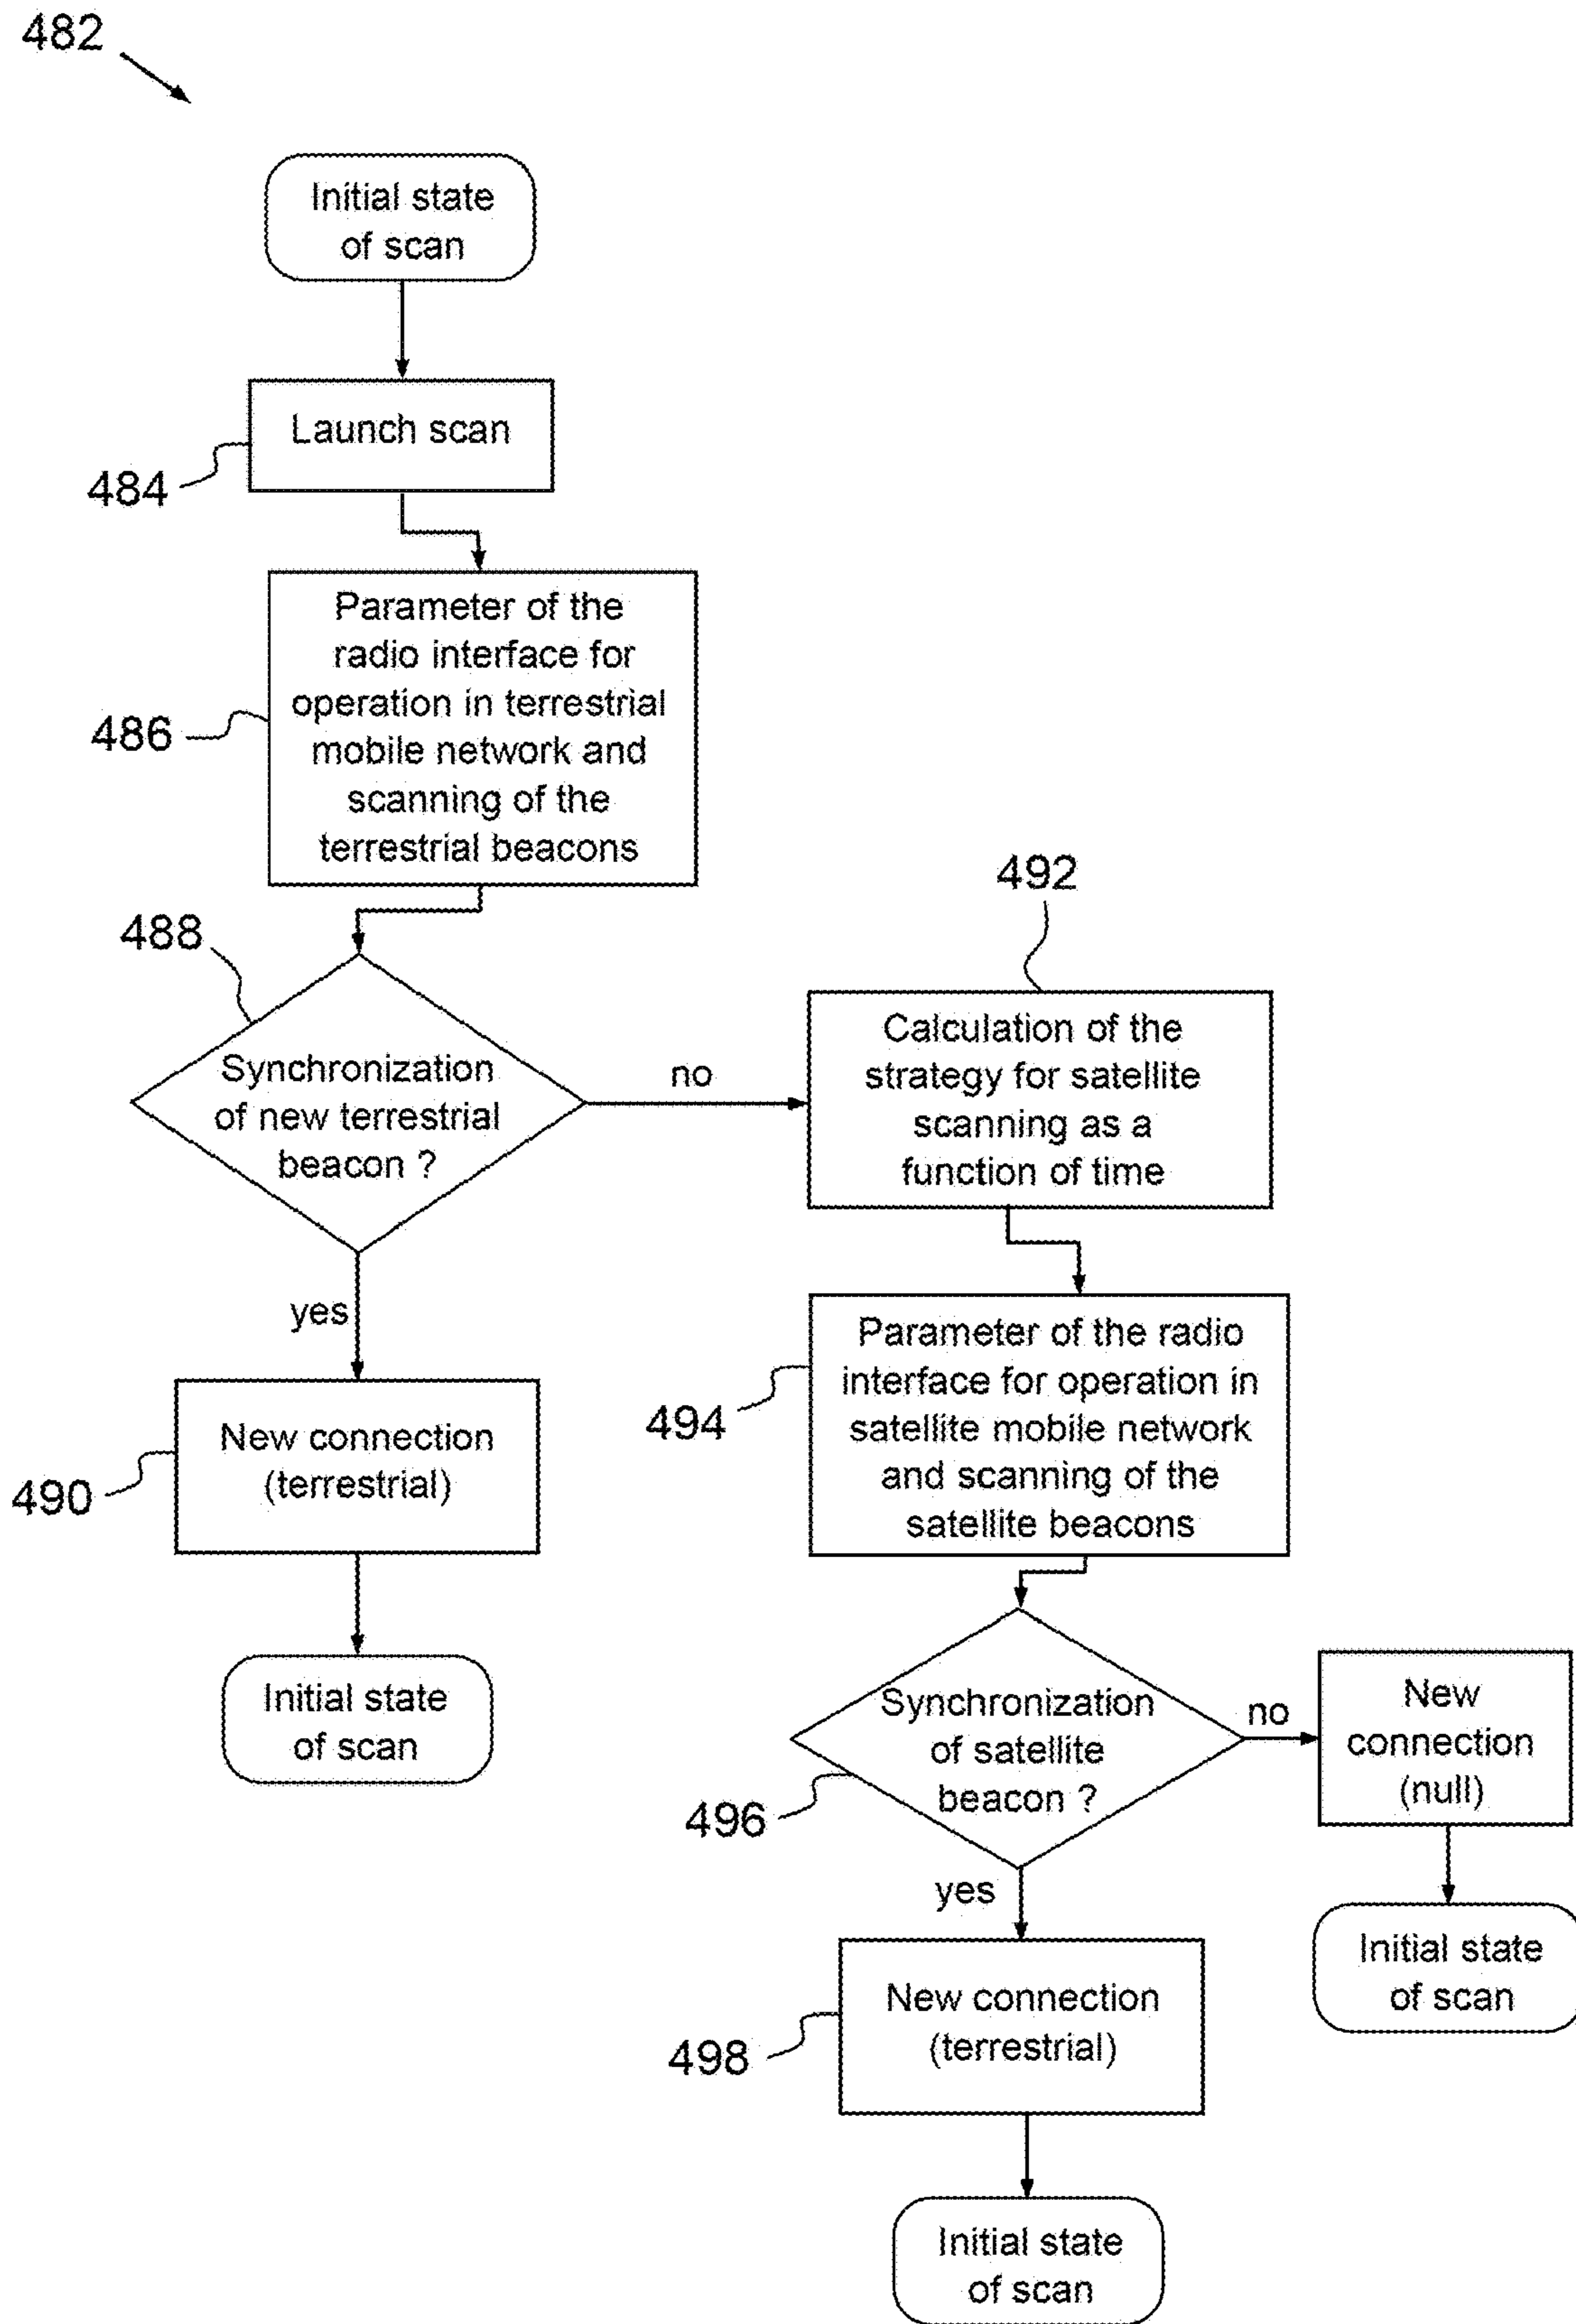 482
Initial state
of scan
Launch scan
484
Parameter of the
radio interface for
operation in terrestrial
mobile network and
scanning of the
terrestrial beacons
486
488
Synchronization
of new terrestrial
beacon ?
no
yes
492
Calculation of the
strategy for satellite
scanning as a
function of time
New connection
(terrestrial)
490
Initial state
of scan
Parameter of the radio
interface for operation in
satellite mobile network
and scanning of the
satellite beacons
494
Synchronization
of satellite
beacon ?
496
no
yes
New
connection
(null)
Initial state
of scan
New connection
(terrestrial)
498
Initial state
of scan